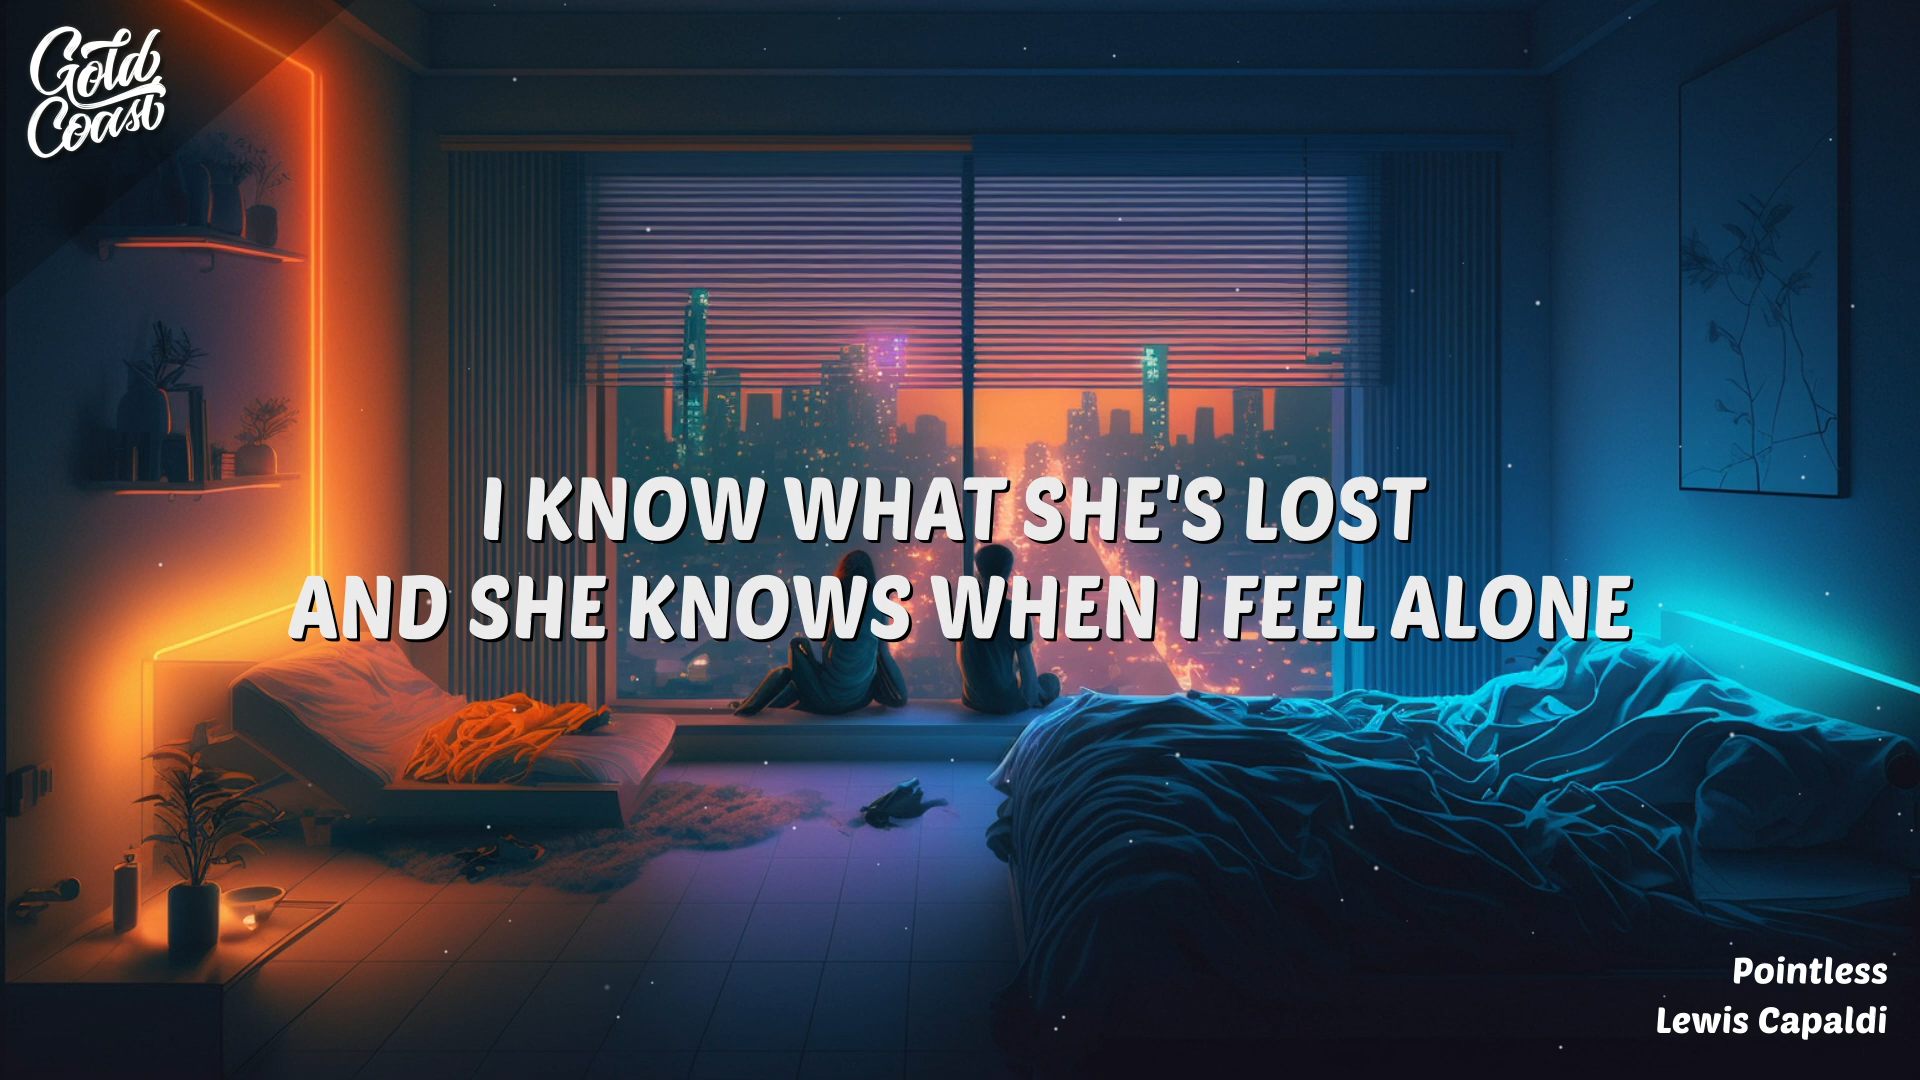 Gold
Coast
I KNOW WHAT SHE'S LOST
AND SHE KNOWS WHEN I FEEL ALONE
Pointless
Lewis Capaldi